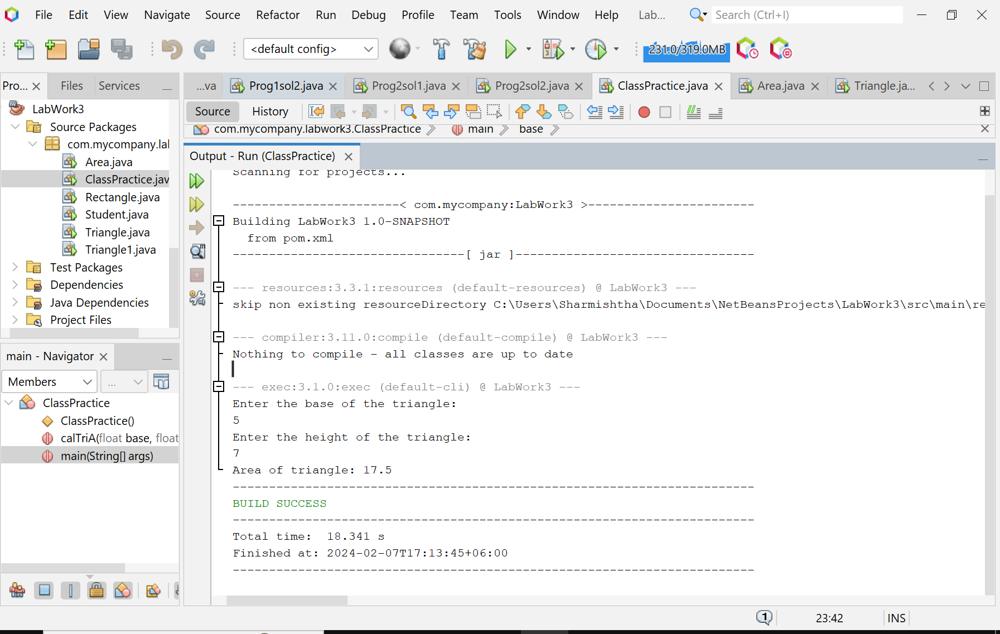 File Edit View Navigate Source Refactor Run Debug Profile Team Tools Window Help Lab... Search (Ctrl+I)
<default config> 231.0/319.0MB
Pro... Files Services ...va Prog1sol2.java Prog2sol1.java Prog2sol2.java ClassPractice.java Area.java Triangle.ja...
Source History
com.mycompany.labwork3.ClassPractice main base
LabWork3
Source Packages
com.mycompany.lal
Area.java
ClassPractice.jav
Rectangle.java
Student.java
Triangle.java
Triangle1.java
Test Packages
Dependencies
Java Dependencies
Project Files
main - Navigator
Members ...
ClassPractice
ClassPractice()
calTriA(float base, float
main(String[] args)
Output - Run (ClassPractice)
Scanning for projects...
-----------------------< com.mycompany:LabWork3 >-----------------------
Building LabWork3 1.0-SNAPSHOT
from pom.xml
--------------------------------[ jar ]---------------------------------
--- resources:3.3.1:resources (default-resources) @ LabWork3 ---
skip non existing resourceDirectory C:\Users\Sharmishtha\Documents\NetBeansProjects\LabWork3\src\main\re
--- compiler:3.11.0:compile (default-compile) @ LabWork3 ---
Nothing to compile - all classes are up to date
--- exec:3.1.0:exec (default-cli) @ LabWork3 ---
Enter the base of the triangle:
5
Enter the height of the triangle:
7
Area of triangle: 17.5
------------------------------------------------------------------------
BUILD SUCCESS
------------------------------------------------------------------------
Total time:  18.341 s
Finished at: 2024-02-07T17:13:45+06:00
------------------------------------------------------------------------
1 23:42 INS